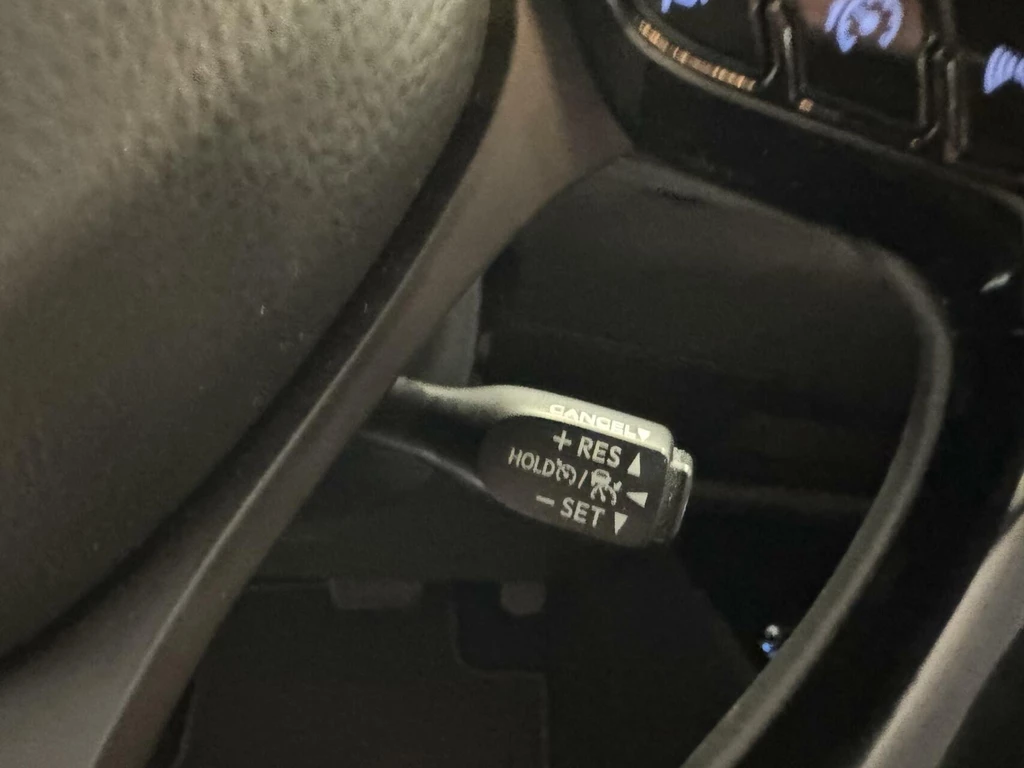 CANCEL▼
+ RES ▲
HOLD / ◀
− SET ▼